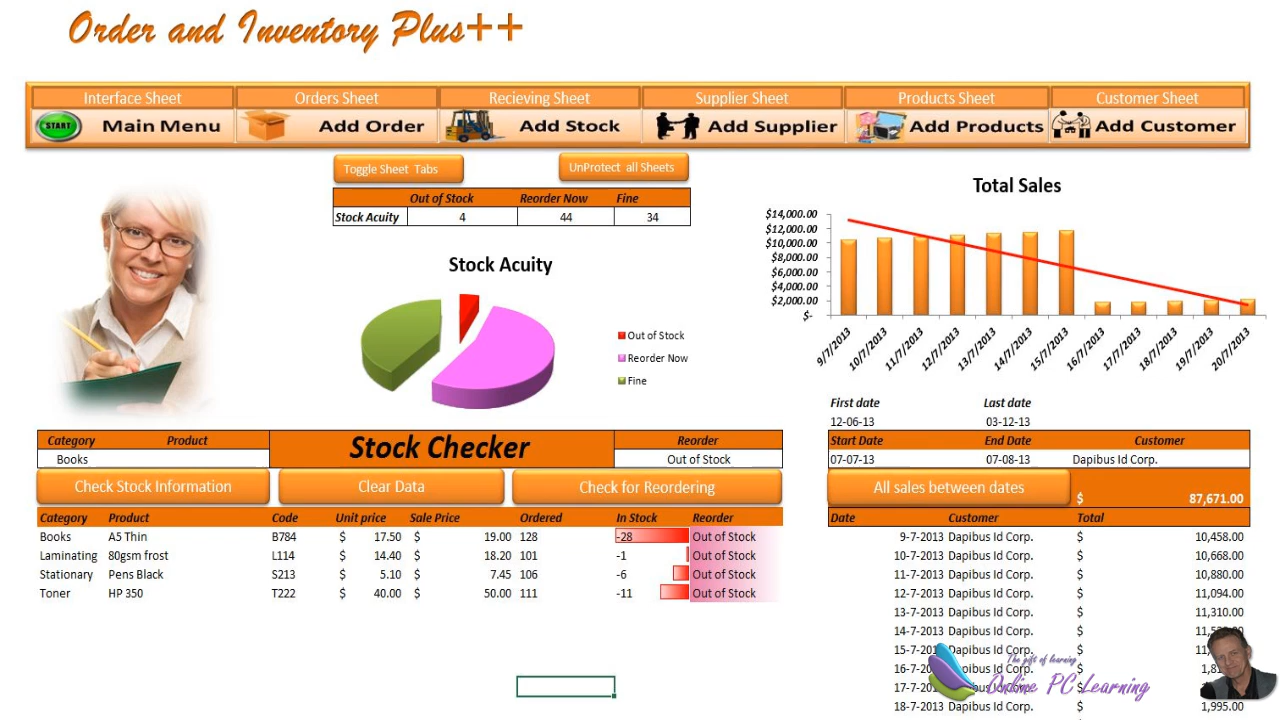 Order and Inventory Plus++
Interface Sheet Orders Sheet Recieving Sheet Supplier Sheet Products Sheet Customer Sheet
START Main Menu Add Order Add Stock Add Supplier Add Products Add Customer
Toggle Sheet Tabs UnProtect all Sheets
Out of Stock Reorder Now Fine
Stock Acuity 4 44 34
Stock Acuity
Out of Stock
Reorder Now
Fine
Total Sales
$14,000.00
$12,000.00
$10,000.00
$8,000.00
$6,000.00
$4,000.00
$2,000.00
$-
9/7/2013 10/7/2013 11/7/2013 12/7/2013 13/7/2013 14/7/2013 15/7/2013 16/7/2013 17/7/2013 18/7/2013 19/7/2013 20/7/2013
First date Last date
12-06-13 03-12-13
Start Date End Date Customer
07-07-13 07-08-13 Dapibus Id Corp.
All sales between dates $ 87,671.00
Category Product Stock Checker Reorder
Books Out of Stock
Check Stock Information Clear Data Check for Reordering
Category Product Code Unit price Sale Price Ordered In Stock Reorder
Books A5 Thin B784 $ 17.50 $ 19.00 128 -28 Out of Stock
Laminating 80gsm frost L114 $ 14.40 $ 18.20 101 -1 Out of Stock
Stationary Pens Black S213 $ 5.10 $ 7.45 106 -6 Out of Stock
Toner HP 350 T222 $ 40.00 $ 50.00 111 -11 Out of Stock
Date Customer Total
9-7-2013 Dapibus Id Corp. $ 10,458.00
10-7-2013 Dapibus Id Corp. $ 10,668.00
11-7-2013 Dapibus Id Corp. $ 10,880.00
12-7-2013 Dapibus Id Corp. $ 11,094.00
13-7-2013 Dapibus Id Corp. $ 11,310.00
14-7-2013 Dapibus Id Corp. $
Dapibus Id Corp. $
Id Corp. $
18-7-2013 Dapibus Id Corp. $ 1,995.00
The gift of learning
Online PC Learning